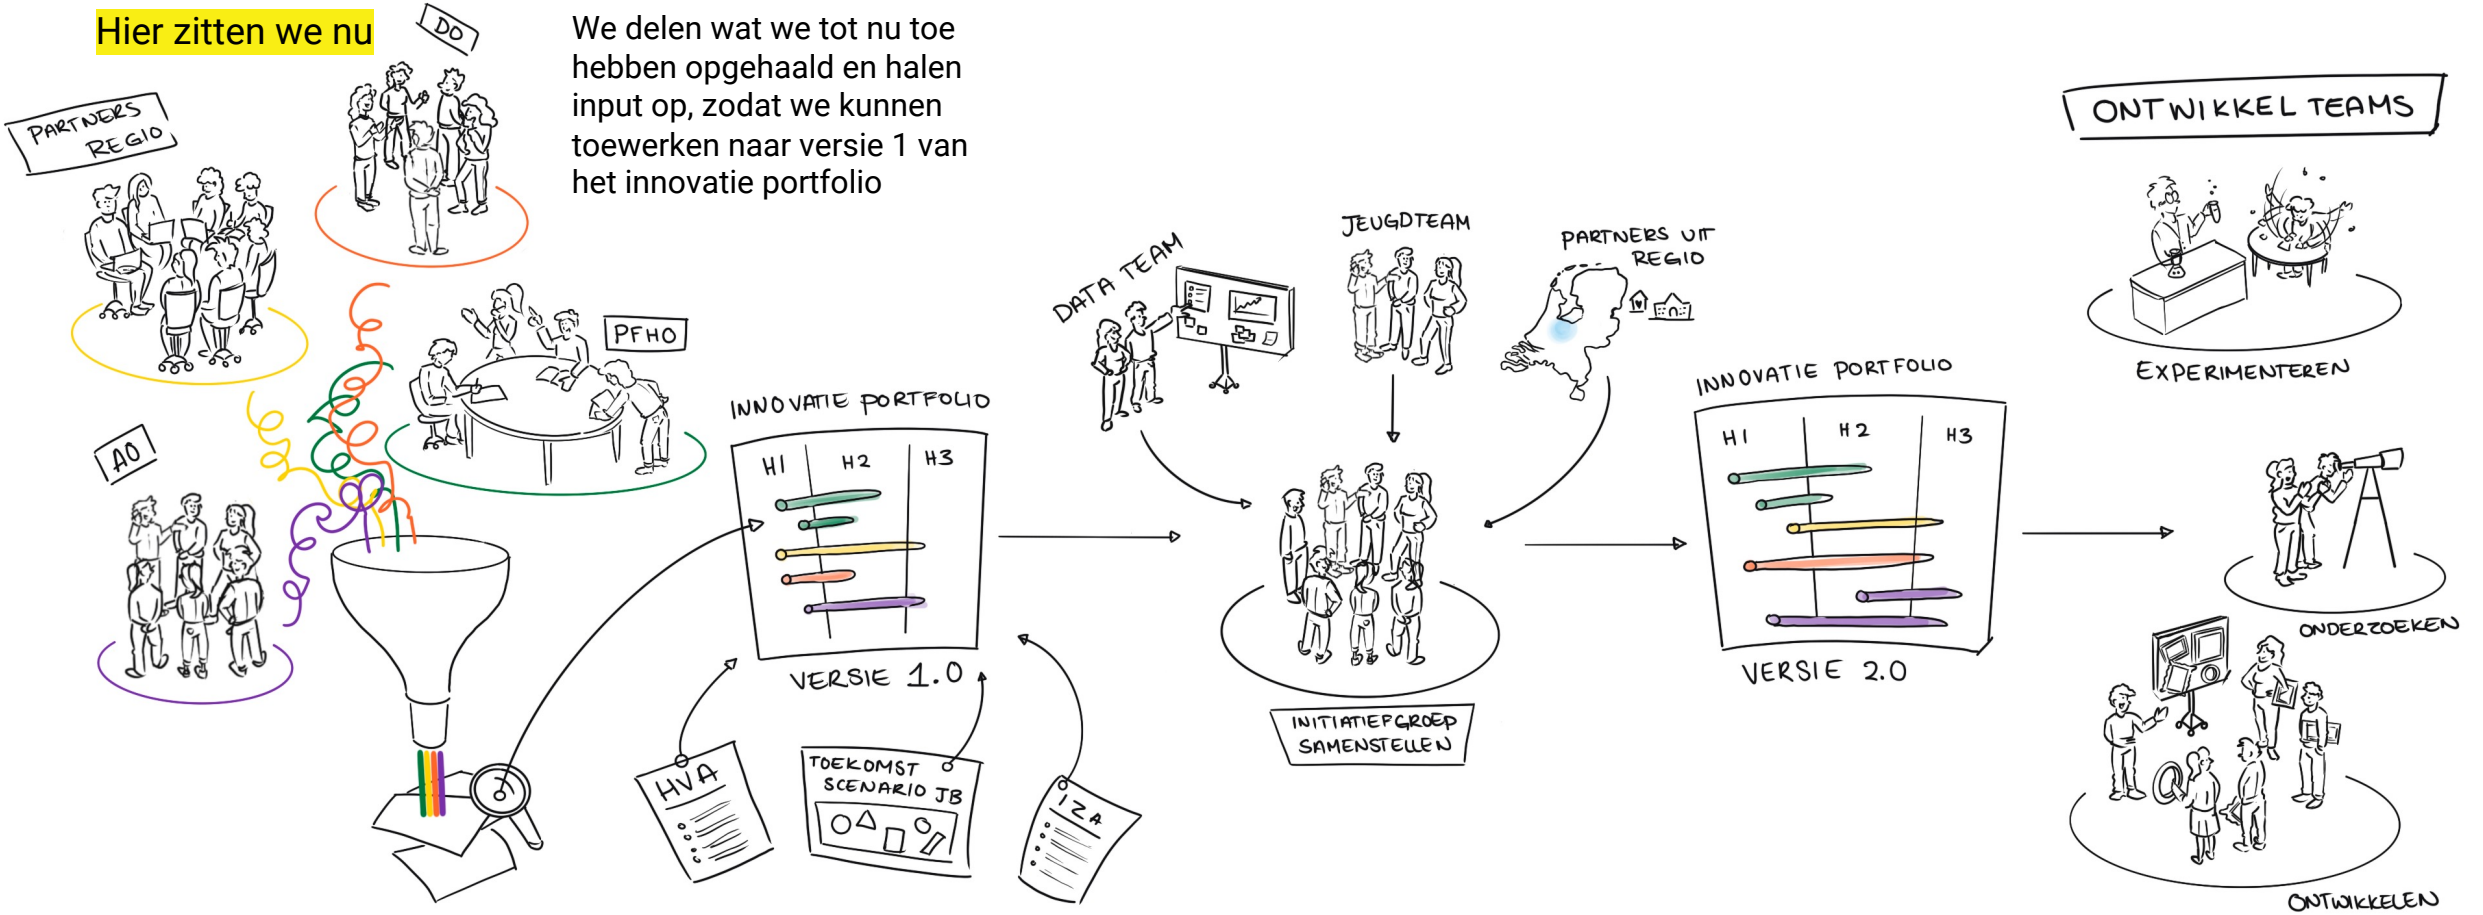 Hier zitten we nu
We delen wat we tot nu toe
hebben opgehaald en halen
input op, zodat we kunnen
toewerken naar versie 1 van
het innovatie portfolio
DO
PARTNERS
REGIO
PFHO
AO
INNOVATIE PORTFOLIO
H1 H2 H3
VERSIE 1.0
HVA
TOEKOMST
SCENARIO JB
IZA
DATA TEAM
JEUGDTEAM
PARTNERS UIT
REGIO
INITIATIEFGROEP
SAMENSTELLEN
INNOVATIE PORTFOLIO
H1 H2 H3
VERSIE 2.0
ONTWIKKEL TEAMS
EXPERIMENTEREN
ONDERZOEKEN
ONTWIKKELEN